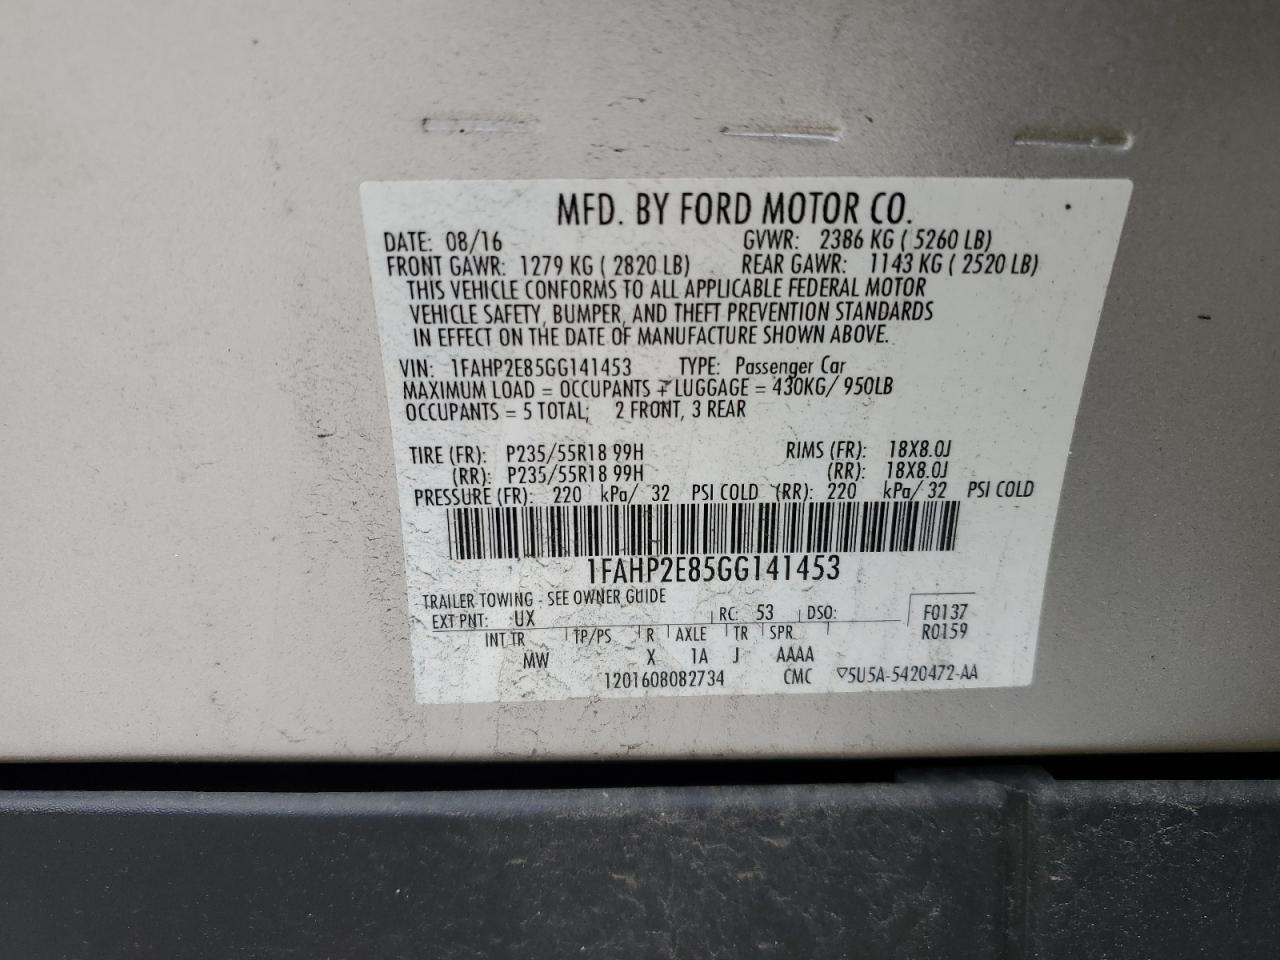 MFD. BY FORD MOTOR CO.
DATE: 08/16 GVWR: 2386 KG ( 5260 LB)
FRONT GAWR: 1279 KG ( 2820 LB) REAR GAWR: 1143 KG ( 2520 LB)
THIS VEHICLE CONFORMS TO ALL APPLICABLE FEDERAL MOTOR
VEHICLE SAFETY, BUMPER, AND THEFT PREVENTION STANDARDS
IN EFFECT ON THE DATE OF MANUFACTURE SHOWN ABOVE.
VIN: 1FAHP2E85GG141453 TYPE: Passenger Car
MAXIMUM LOAD = OCCUPANTS + LUGGAGE = 430KG/ 950LB
OCCUPANTS = 5 TOTAL; 2 FRONT, 3 REAR
TIRE (FR): P235/55R18 99H RIMS (FR): 18X8.0J
(RR): P235/55R18 99H (RR): 18X8.0J
PRESSURE (FR): 220 kPa/ 32 PSI COLD (RR): 220 kPa/ 32 PSI COLD
1FAHP2E85GG141453
TRAILER TOWING - SEE OWNER GUIDE
EXT PNT: UX RC: 53 DSO: F0137
INT TR TP/PS R AXLE TR SPR R0159
MW X 1A J AAAA
1201608082734 CMC ▽5U5A-5420472-AA